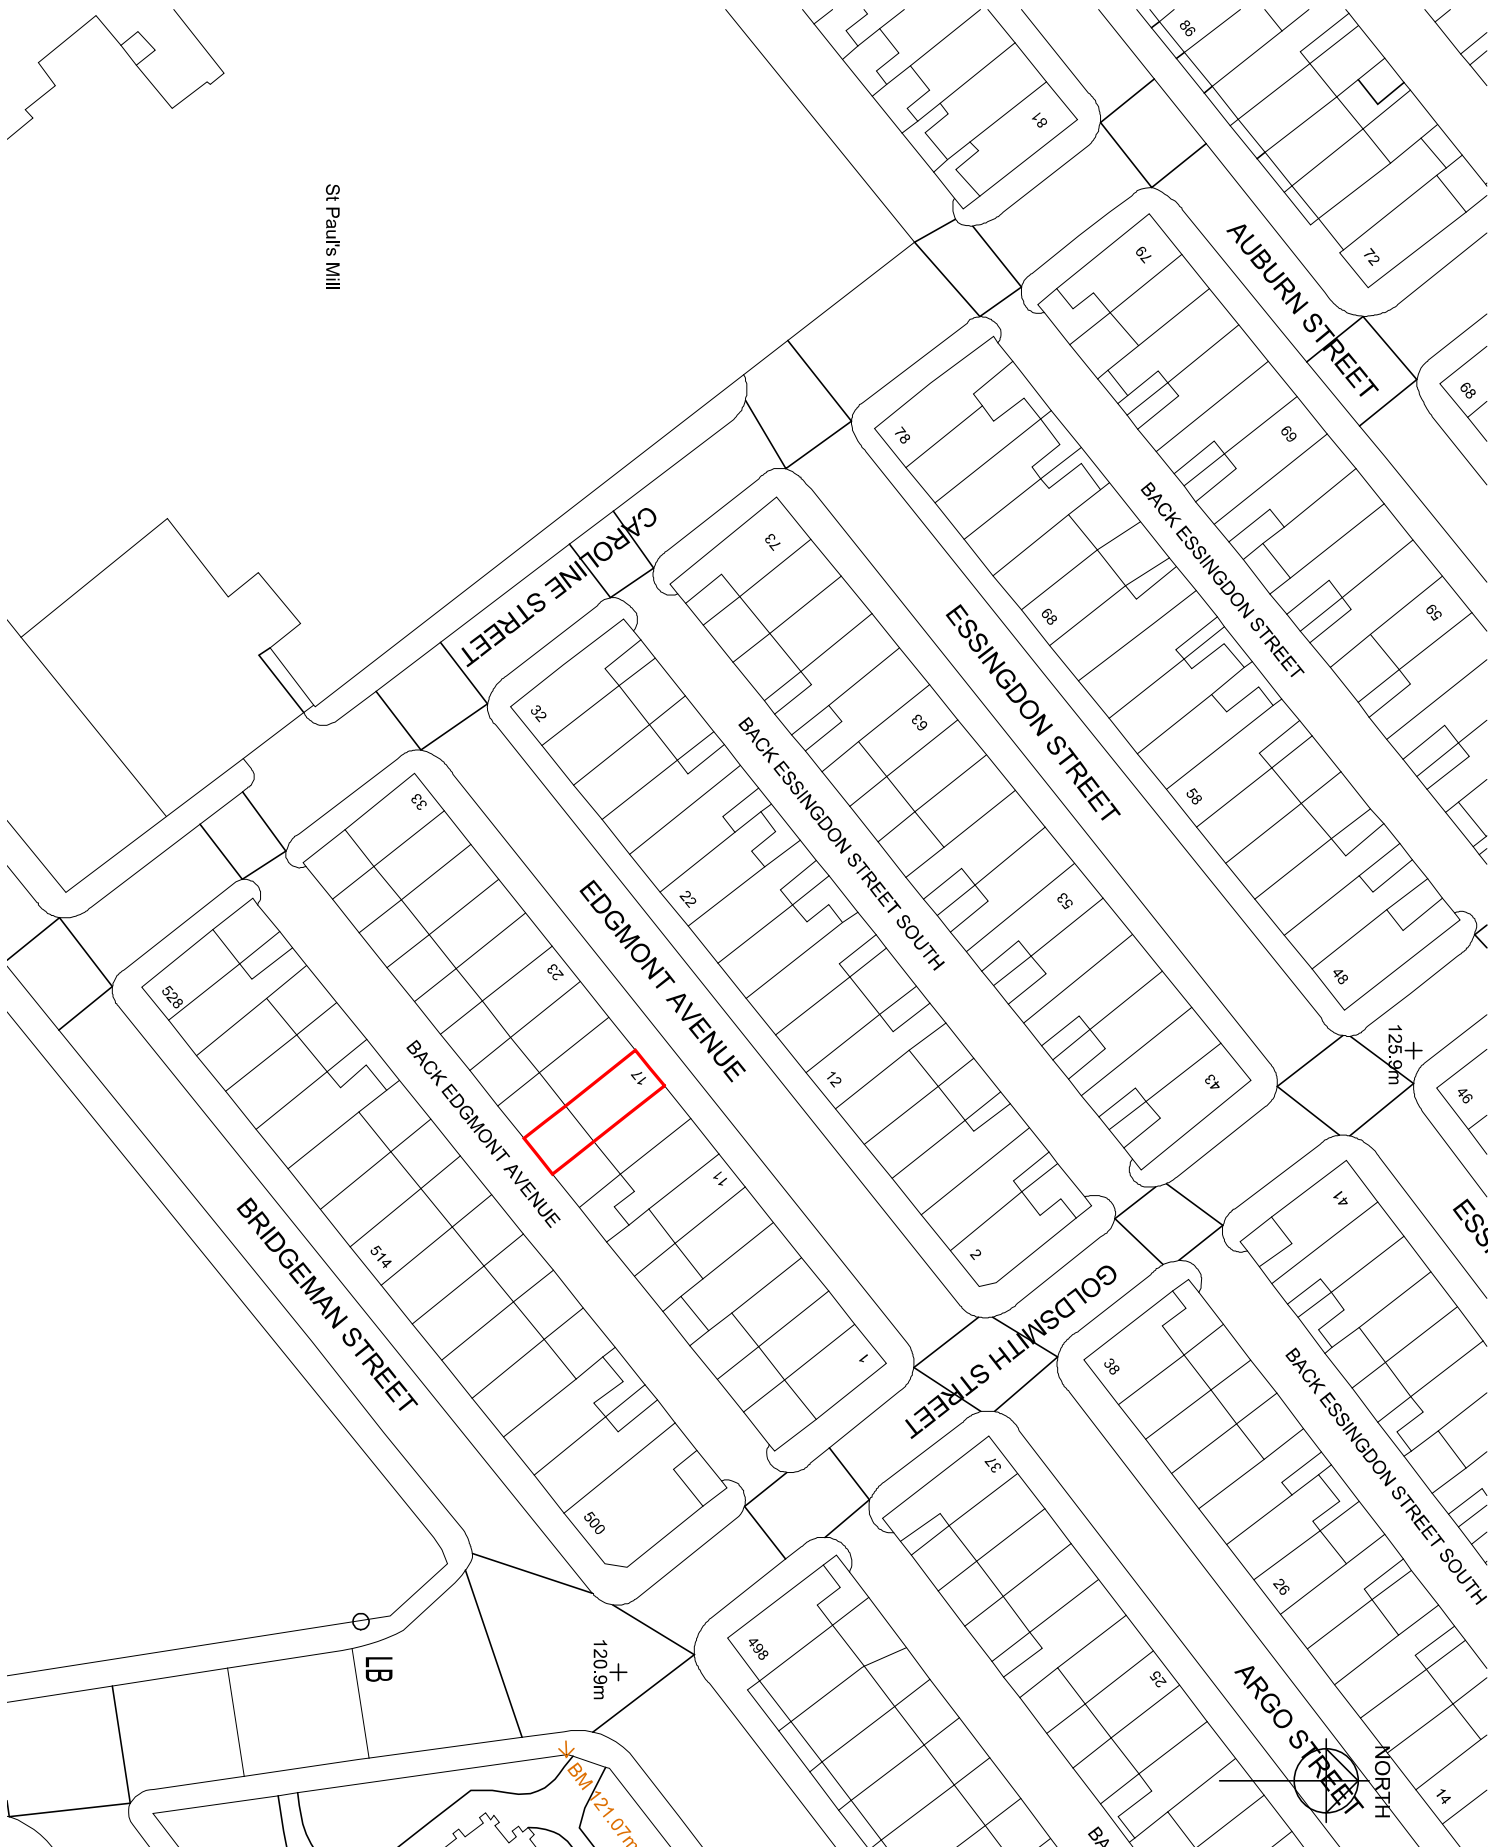 St Paul's Mill
86
81
72
AUBURN STREET
79
68
78
69
BACK ESSINGDON STREET
CAROLINE STREET
73
68
59
ESSINGDON STREET
32
63
BACK ESSINGDON STREET SOUTH
58
33
22
53
EDGMONT AVENUE
48
23
528
125.9m
46
17
12
43
BACK EDGMONT AVENUE
11
41
ESSI
BRIDGEMAN STREET
514
2
GOLDSMITH STREET
1
38
BACK ESSINGDON STREET SOUTH
37
500
26
498
LB
120.9m
25
ARGO STREET
NORTH
BM 121.07m
14
BA